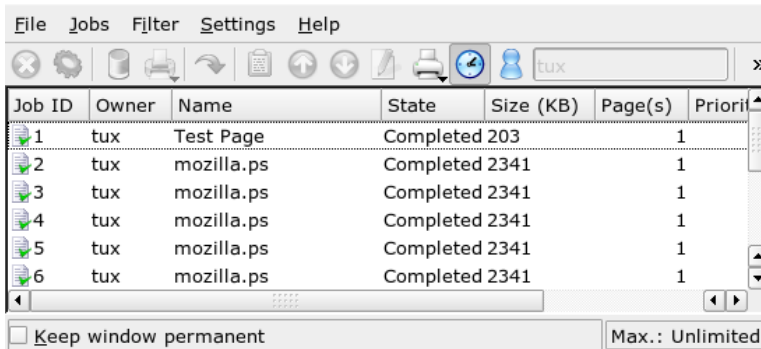 File Jobs Filter Settings Help
tux »
Job ID Owner Name State Size (KB) Page(s) Priorit
1 tux Test Page Completed 203 1
2 tux mozilla.ps Completed 2341 1
3 tux mozilla.ps Completed 2341 1
4 tux mozilla.ps Completed 2341 1
5 tux mozilla.ps Completed 2341 1
6 tux mozilla.ps Completed 2341 1
Keep window permanent Max.: Unlimited